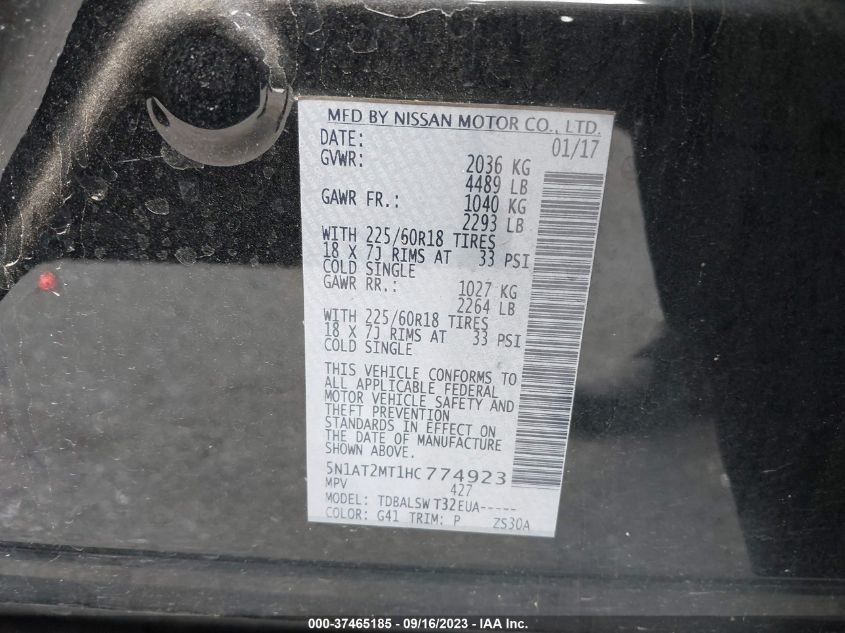 MFD BY NISSAN MOTOR CO., LTD.
DATE: 01/17
GVWR: 2036 KG
4489 LB
GAWR FR.: 1040 KG
2293 LB
WITH 225/60R18 TIRES
18 X 7J RIMS AT 33 PSI
COLD SINGLE
GAWR RR.: 1027 KG
2264 LB
WITH 225/60R18 TIRES
18 X 7J RIMS AT 33 PSI
COLD SINGLE
THIS VEHICLE CONFORMS TO
ALL APPLICABLE FEDERAL
MOTOR VEHICLE SAFETY AND
THEFT PREVENTION
STANDARDS IN EFFECT ON
THE DATE OF MANUFACTURE
SHOWN ABOVE.
5N1AT2MT1HC774923
MPV 427
MODEL: TDBALSW T32EUA-----
COLOR: G41 TRIM: P ZS30A
000-37465185 - 09/16/2023 - IAA Inc.